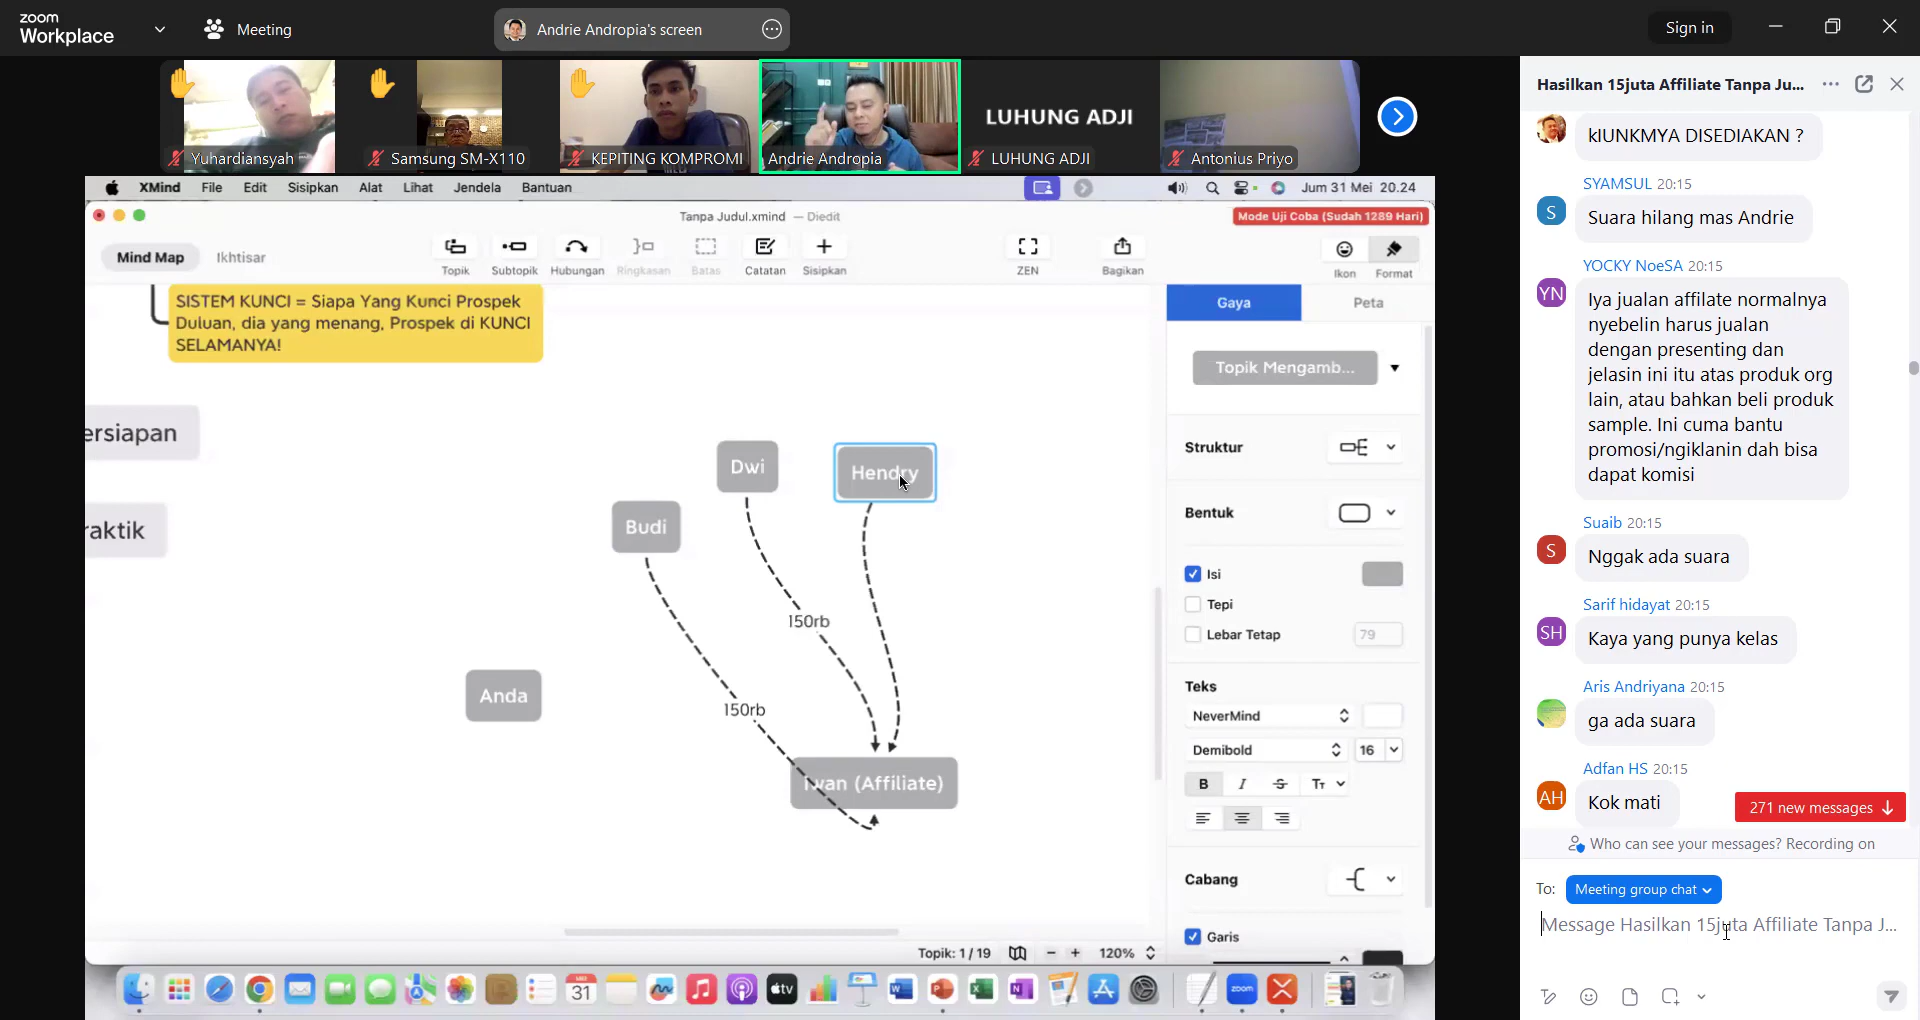 zoom
Workplace
Meeting
Andrie Andropia's screen
Sign in
Yuhardiansyah
Samsung SM-X110
KEPITING KOMPROMI
Andrie Andropia
LUHUNG ADJI
LUHUNG ADJI
Antonius Priyo
XMind File Edit Sisipkan Alat Lihat Jendela Bantuan
Jum 31 Mei 20.24
Tanpa Judul.xmind — Diedit
Mode Uji Coba (Sudah 1289 Hari)
Mind Map
Ikhtisar
Topik
Subtopik
Hubungan
Ringkasan
Batas
Catatan
Sisipkan
ZEN
Bagikan
Ikon
Format
SISTEM KUNCI = Siapa Yang Kunci Prospek
Duluan, dia yang menang, Prospek di KUNCI
SELAMANYA!
ersiapan
raktik
Dwi
Hendry
Budi
150rb
Anda
150rb
Iwan (Affiliate)
Gaya
Peta
Topik Mengamb...
Struktur
Bentuk
Isi
Tepi
Lebar Tetap
79
Teks
NeverMind
Demibold
16
B
I
S
TT
Cabang
Garis
Topik: 1 / 19
120%
MEI
31
tv
W
P
X
N
zoom
Hasilkan 15juta Affiliate Tanpa Ju...
kIUNKMYA DISEDIAKAN ?
SYAMSUL 20:15
S
Suara hilang mas Andrie
YOCKY NoeSA 20:15
YN
Iya jualan affilate normalnya
nyebelin harus jualan
dengan presenting dan
jelasin ini itu atas produk org
lain, atau bahkan beli produk
sample. Ini cuma bantu
promosi/ngiklanin dah bisa
dapat komisi
Suaib 20:15
S
Nggak ada suara
Sarif hidayat 20:15
SH
Kaya yang punya kelas
Aris Andriyana 20:15
ga ada suara
Adfan HS 20:15
AH
Kok mati
271 new messages
Who can see your messages? Recording on
To: Meeting group chat
Message Hasilkan 15juta Affiliate Tanpa J...